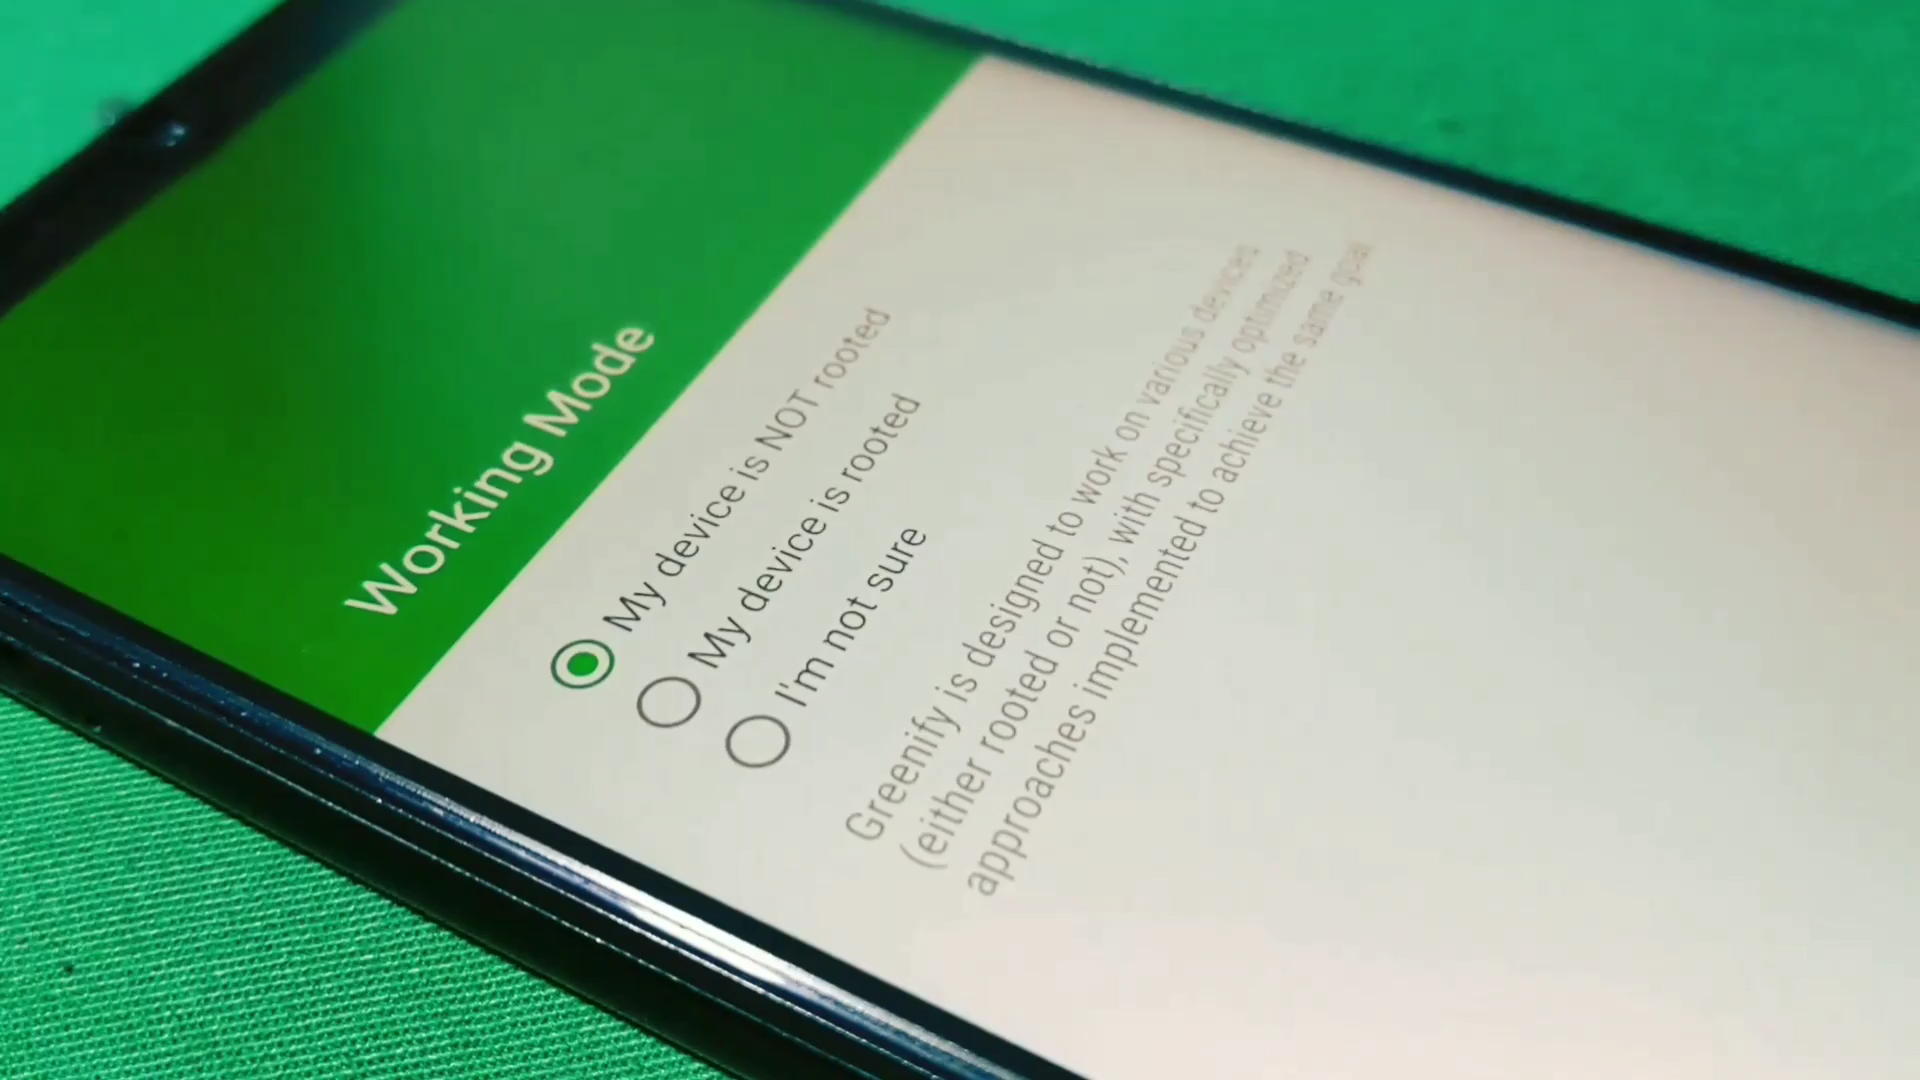 Working Mode
My device is NOT rooted
My device is rooted
I'm not sure
Greenify is designed to work on various devices
(either rooted or not), with specifically optimized
approaches implemented to achieve the same goal